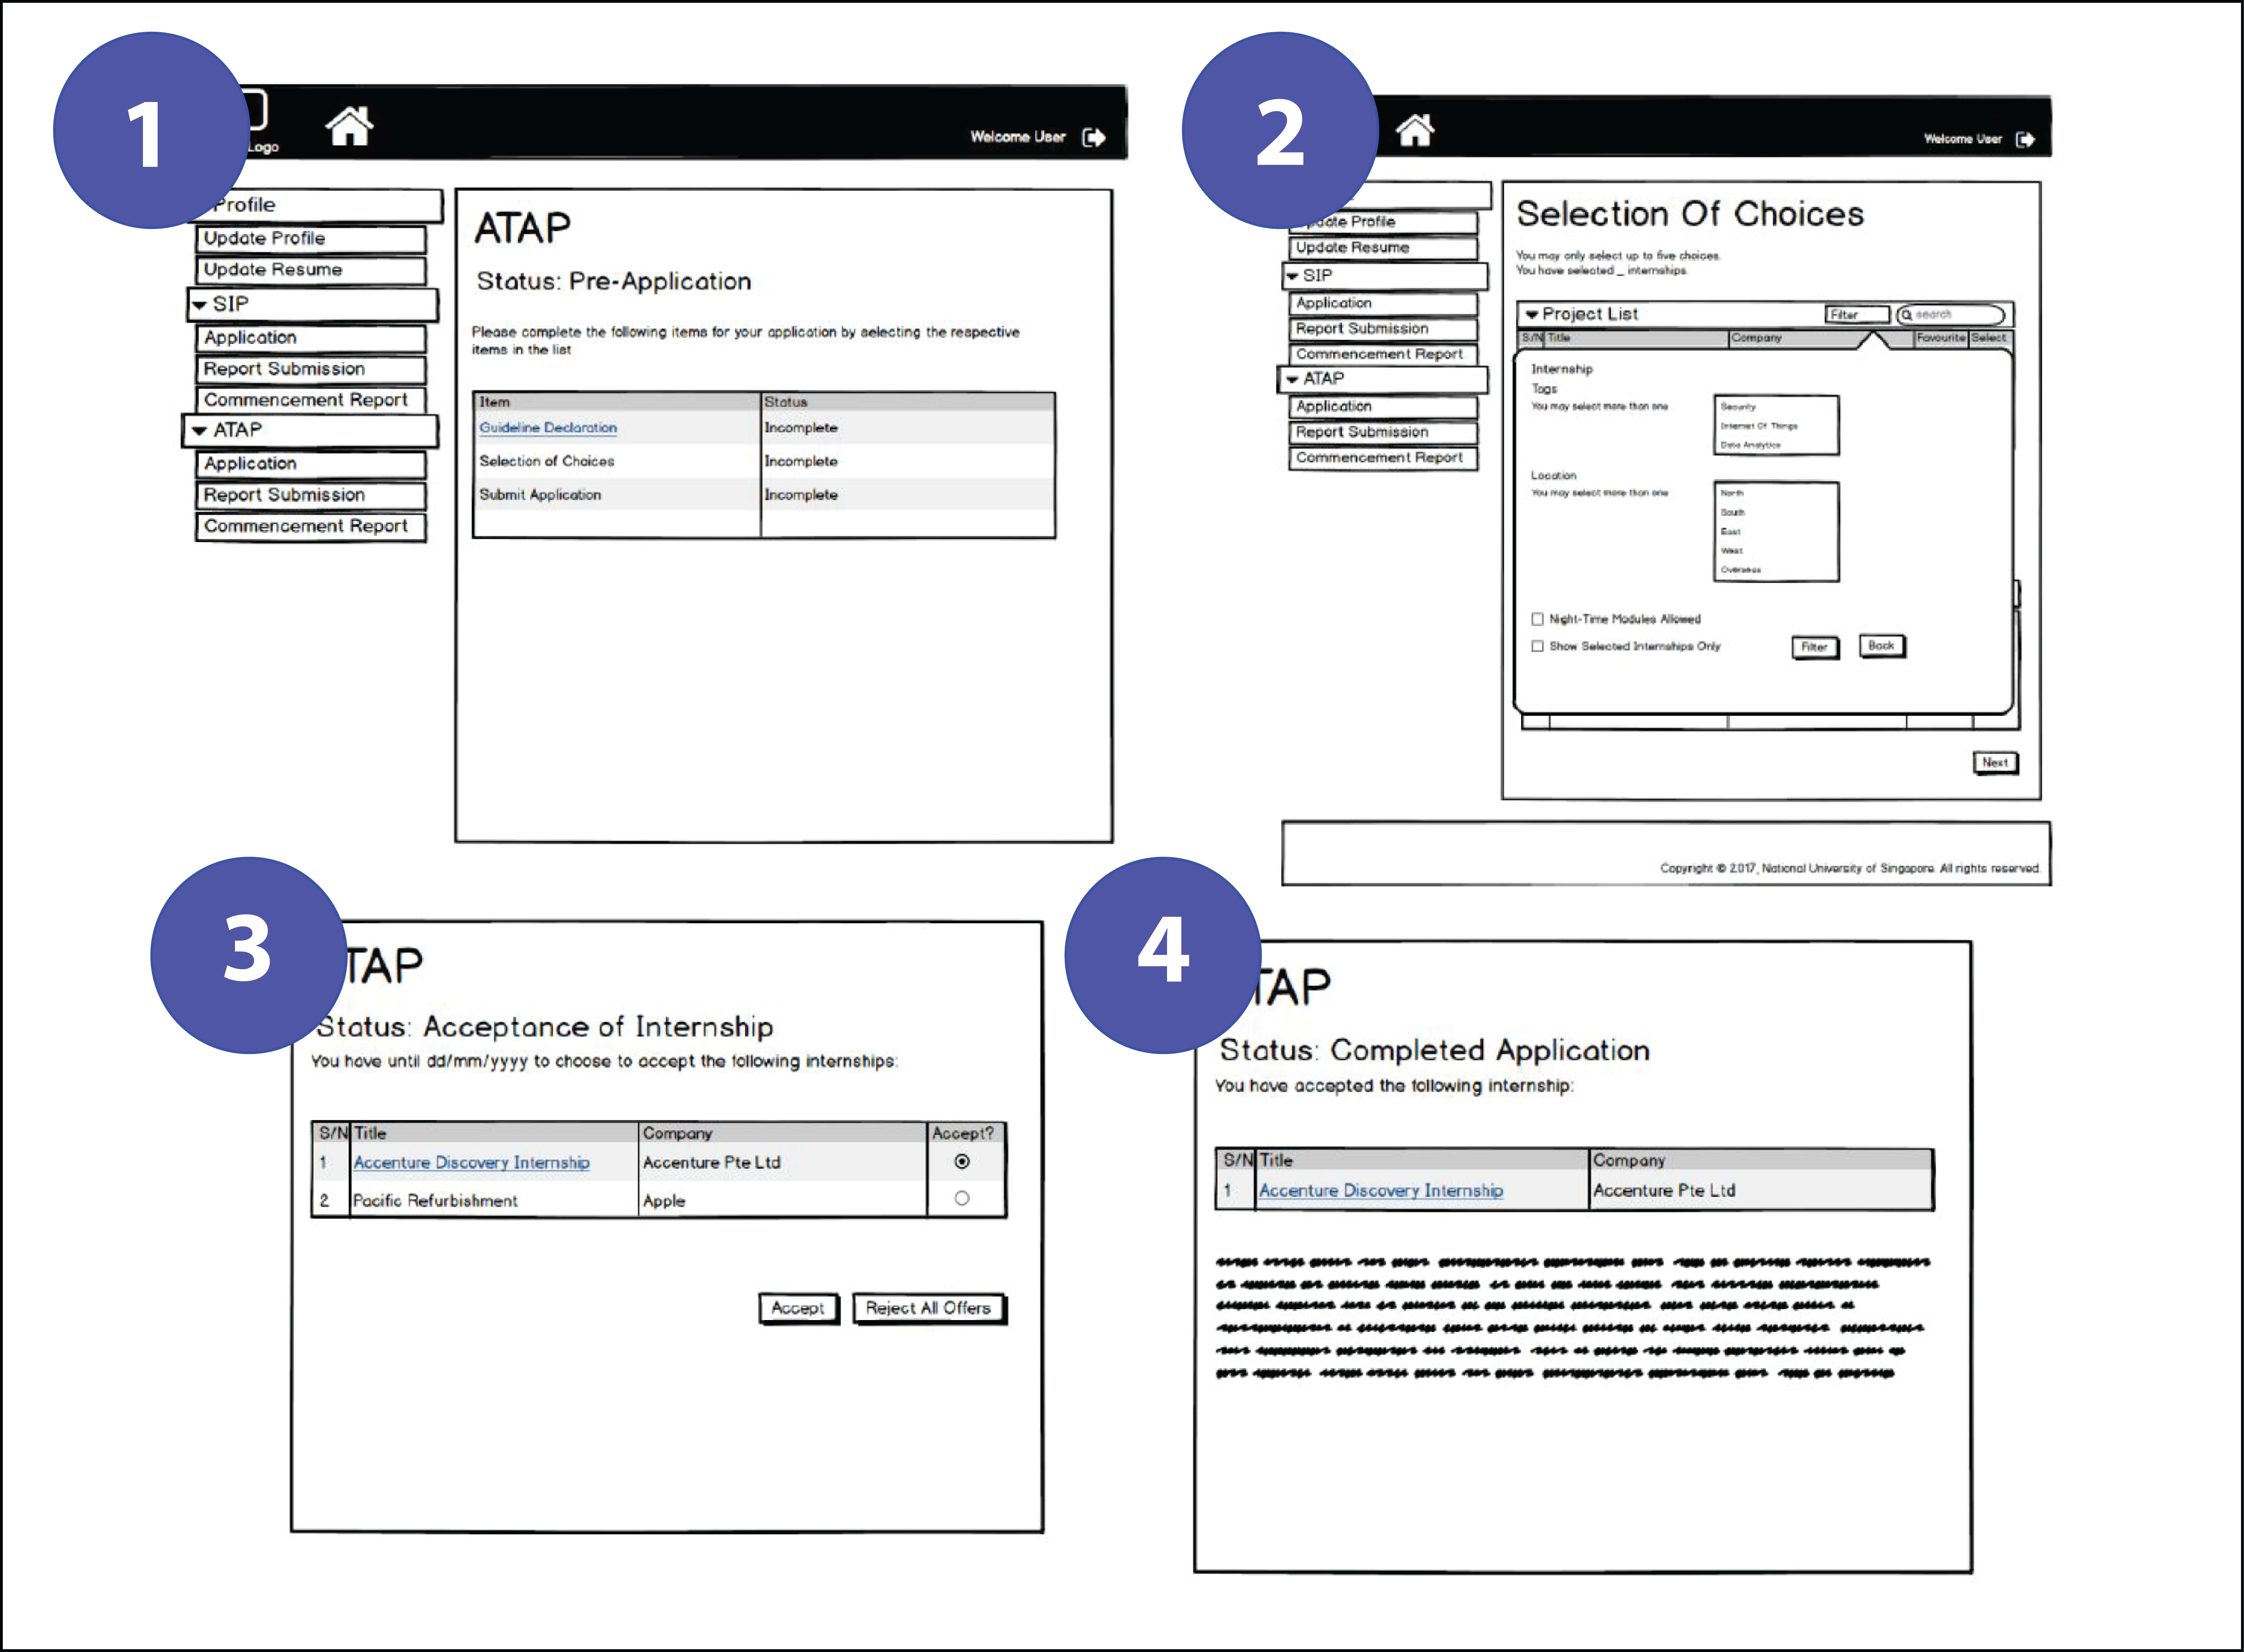 1
Logo
Welcome User
Profile
Update Profile
Update Resume
SIP
Application
Report Submission
Commencement Report
ATAP
Application
Report Submission
Commencement Report
ATAP
Status: Pre-Application
Please complete the following items for your application by selecting the respective
items in the list
Item Status
Guideline Declaration Incomplete
Selection of Choices Incomplete
Submit Application Incomplete
2
Welcome User
Update Profile
Update Resume
SIP
Application
Report Submission
Commencement Report
ATAP
Application
Report Submission
Commencement Report
Selection Of Choices
You may only select up to five choices.
You have selected _ internships.
Project List Filter search
S/N Title Company Favourite Select
Internship
Tags
You may select more than one
Security
Internet Of Things
Data Analytics
Location
You may select more than one
North
South
East
West
Overseas
Night-Time Modules Allowed
Show Selected Internships Only
Filter Back
Next
Copyright © 2017, National University of Singapore. All rights reserved.
3
TAP
Status: Acceptance of Internship
You have until dd/mm/yyyy to choose to accept the following internships:
S/N Title Company Accept?
1 Accenture Discovery Internship Accenture Pte Ltd
2 Pacific Refurbishment Apple
Accept Reject All Offers
4
TAP
Status: Completed Application
You have accepted the following internship:
S/N Title Company
1 Accenture Discovery Internship Accenture Pte Ltd